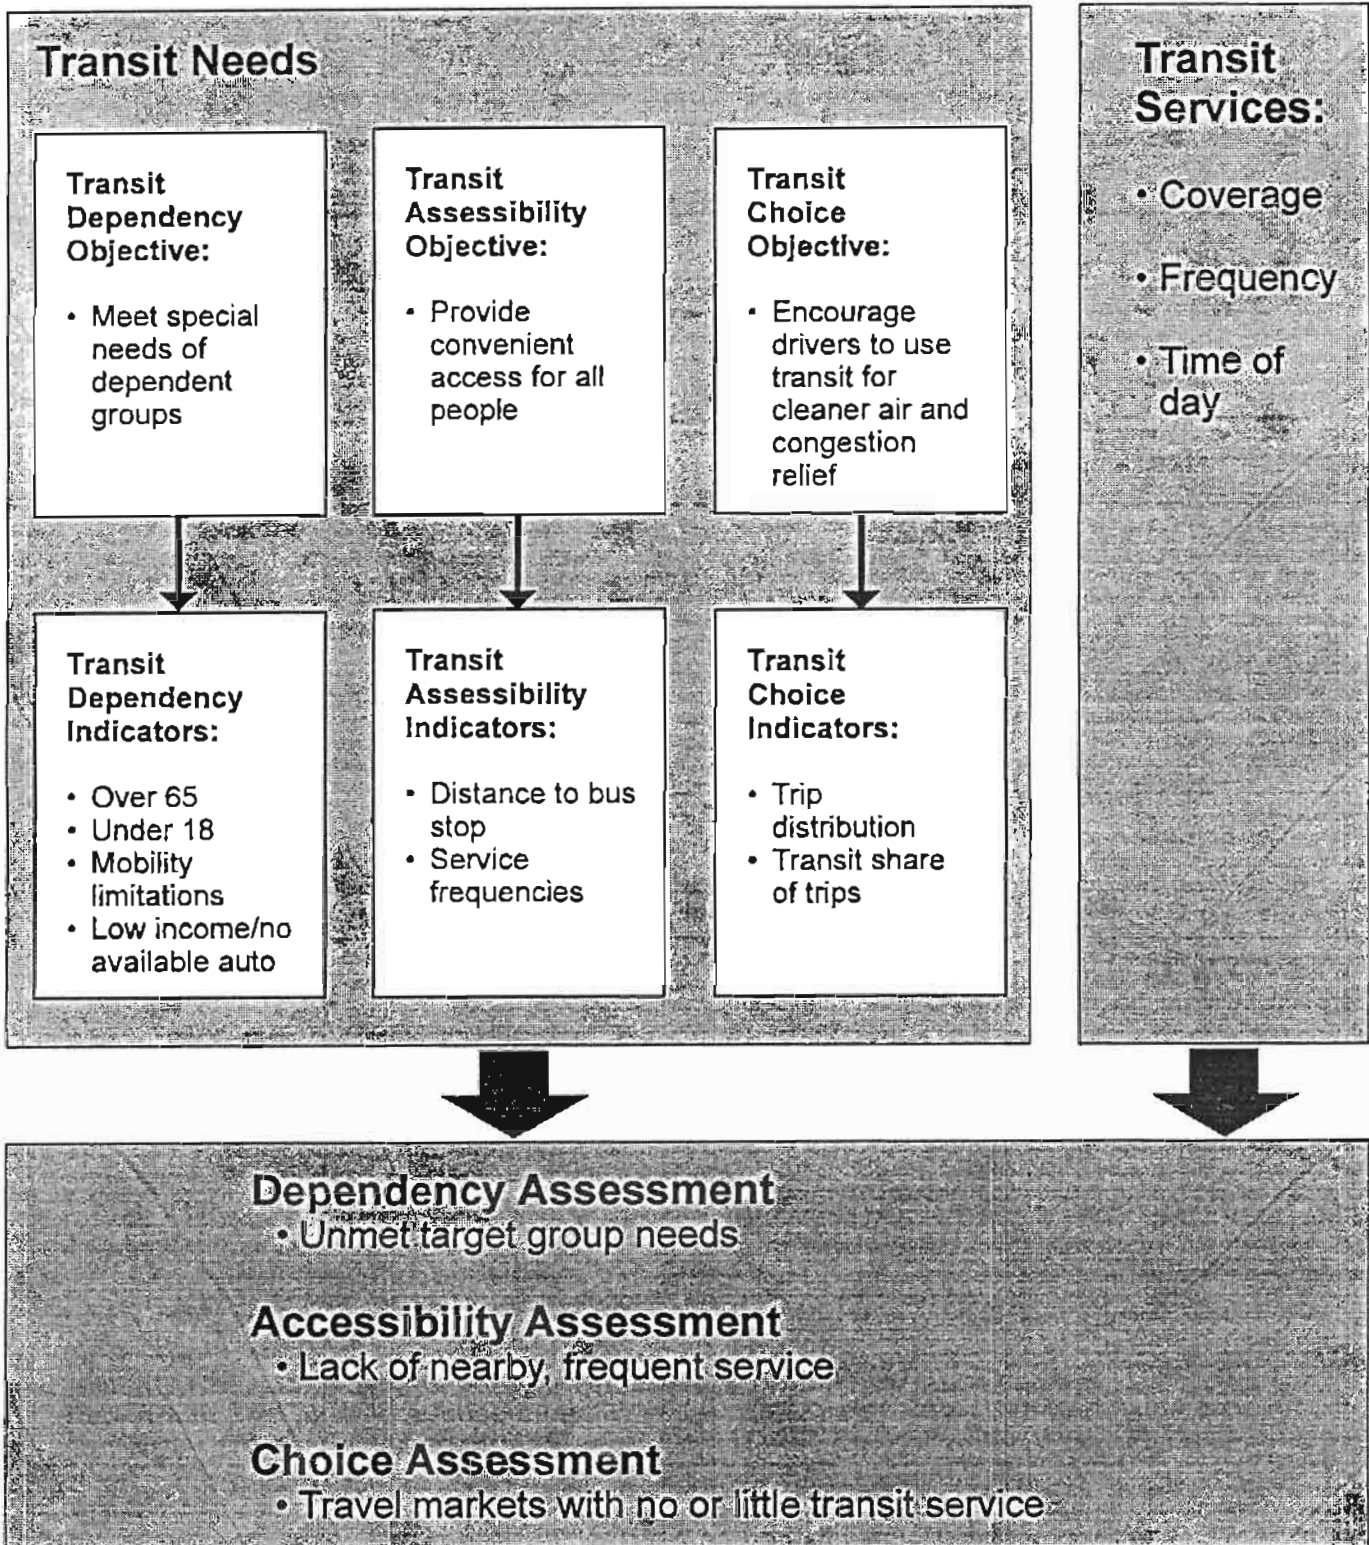 Transit Needs
Transit
Dependency
Objective:
• Meet special
needs of
dependent
groups
Transit
Assessibility
Objective:
• Provide
convenient
access for all
people
Transit
Choice
Objective:
• Encourage
drivers to use
transit for
cleaner air and
congestion
relief
Transit
Dependency
Indicators:
• Over 65
• Under 18
• Mobility
limitations
• Low income/no
available auto
Transit
Assessibility
Indicators:
• Distance to bus
stop
• Service
frequencies
Transit
Choice
Indicators:
• Trip
distribution
• Transit share
of trips
Transit
Services:
• Coverage
• Frequency
• Time of
day
Dependency Assessment
• Unmet target group needs
Accessibility Assessment
• Lack of nearby, frequent service
Choice Assessment
• Travel markets with no or little transit service